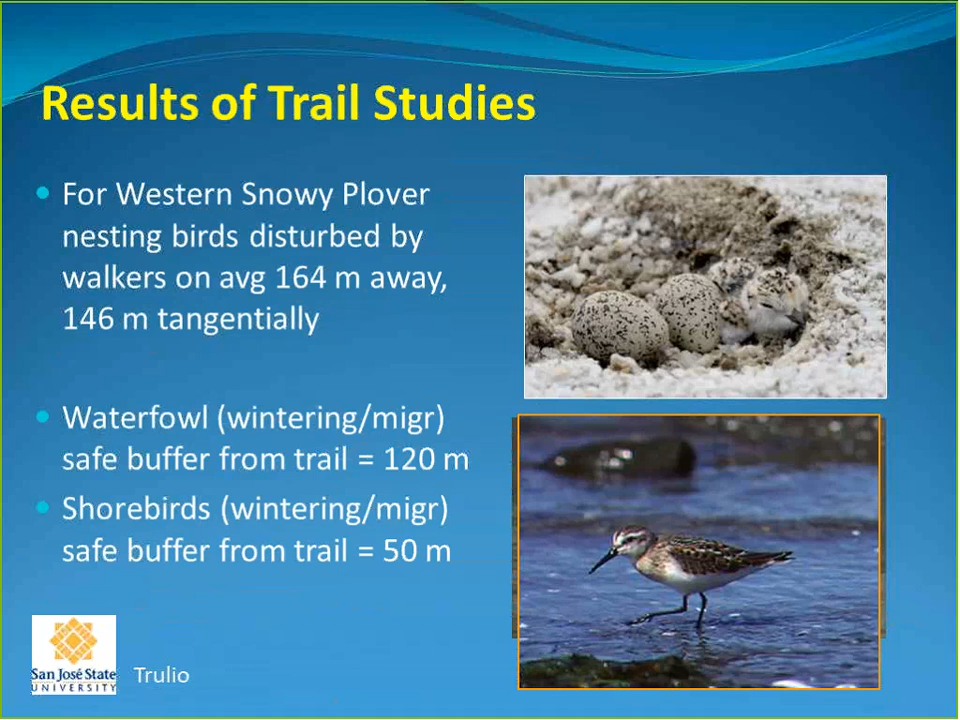 Results of Trail Studies
For Western Snowy Plover
nesting birds disturbed by
walkers on avg 164 m away,
146 m tangentially
Waterfowl (wintering/migr)
safe buffer from trail = 120 m
Shorebirds (wintering/migr)
safe buffer from trail = 50 m
San José State
UNIVERSITY
Trulio